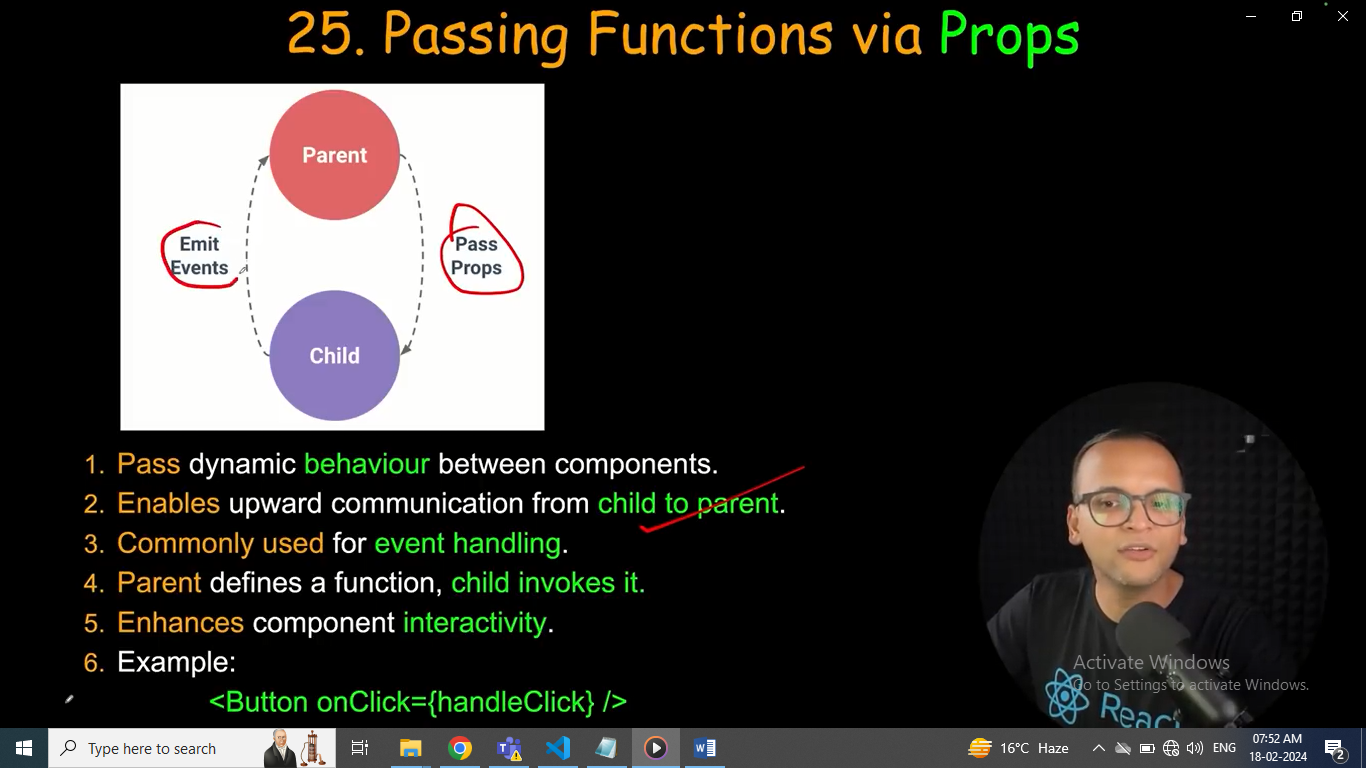 25. Passing Functions via Props
Parent
Emit
Events
Pass
Props
Child
1. Pass dynamic behaviour between components.
2. Enables upward communication from child to parent.
3. Commonly used for event handling.
4. Parent defines a function, child invokes it.
5. Enhances component interactivity.
6. Example:
<Button onClick={handleClick} />
React
Activate Windows
Go to Settings to activate Windows.
Type here to search
16°C Haze
ENG
07:52 AM
18-02-2024
2